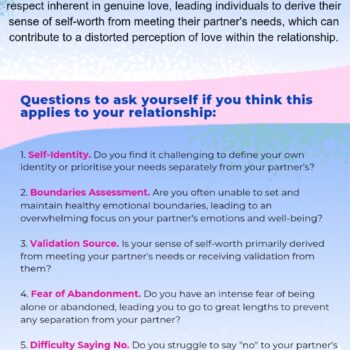 respect inherent in genuine love, leading individuals to derive their
sense of self-worth from meeting their partner's needs, which can
contribute to a distorted perception of love within the relationship.
Questions to ask yourself if you think this
applies to your relationship:
1. Self-Identity. Do you find it challenging to define your own
identity or prioritise your needs separately from your partner's?
2. Boundaries Assessment. Are you often unable to set and
maintain healthy emotional boundaries, leading to an
overwhelming focus on your partner's emotions and well-being?
3. Validation Source. Is your sense of self-worth primarily derived
from meeting your partner's needs or receiving validation from
them?
4. Fear of Abandonment. Do you have an intense fear of being
alone or abandoned, leading you to go to great lengths to prevent
any separation from your partner?
5. Difficulty Saying No. Do you struggle to say "no" to your partner's